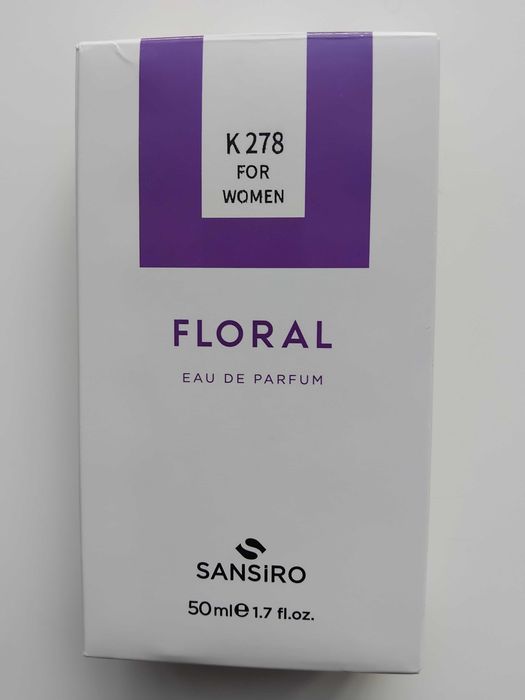 K 278
FOR
WOMEN
FLORAL
EAU DE PARFUM
SANSiRO
50ml℮ 1.7 fl.oz.